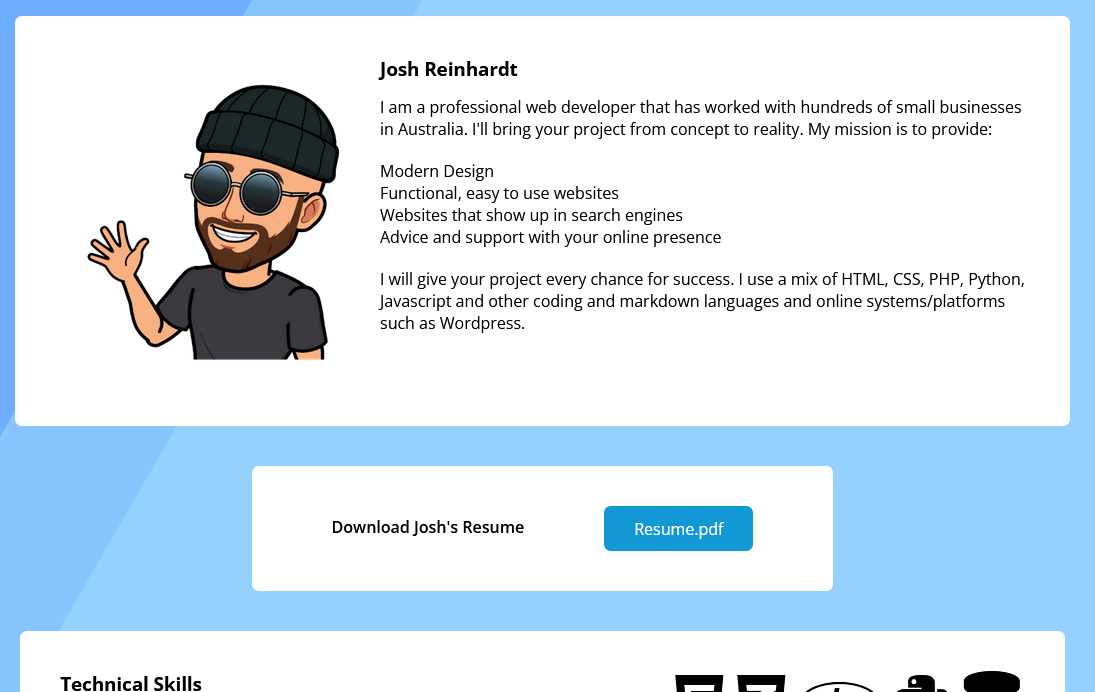 Josh Reinhardt
I am a professional web developer that has worked with hundreds of small businesses
in Australia. I'll bring your project from concept to reality. My mission is to provide:
Modern Design
Functional, easy to use websites
Websites that show up in search engines
Advice and support with your online presence
I will give your project every chance for success. I use a mix of HTML, CSS, PHP, Python,
Javascript and other coding and markdown languages and online systems/platforms
such as Wordpress.
Download Josh's Resume
Resume.pdf
Technical Skills